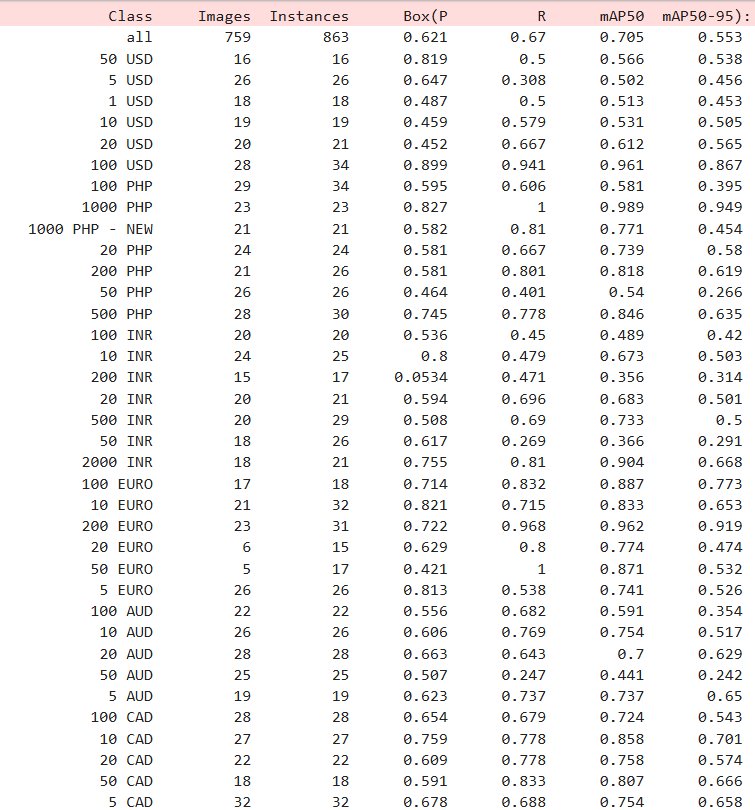 Class Images Instances Box(P R mAP50 mAP50-95):
all 759 863 0.621 0.67 0.705 0.553
50 USD 16 16 0.819 0.5 0.566 0.538
5 USD 26 26 0.647 0.308 0.502 0.456
1 USD 18 18 0.487 0.5 0.513 0.453
10 USD 19 19 0.459 0.579 0.531 0.505
20 USD 20 21 0.452 0.667 0.612 0.565
100 USD 28 34 0.899 0.941 0.961 0.867
100 PHP 29 34 0.595 0.606 0.581 0.395
1000 PHP 23 23 0.827 1 0.989 0.949
1000 PHP - NEW 21 21 0.582 0.81 0.771 0.454
20 PHP 24 24 0.581 0.667 0.739 0.58
200 PHP 21 26 0.581 0.801 0.818 0.619
50 PHP 26 26 0.464 0.401 0.54 0.266
500 PHP 28 30 0.745 0.778 0.846 0.635
100 INR 20 20 0.536 0.45 0.489 0.42
10 INR 24 25 0.8 0.479 0.673 0.503
200 INR 15 17 0.0534 0.471 0.356 0.314
20 INR 20 21 0.594 0.696 0.683 0.501
500 INR 20 29 0.508 0.69 0.733 0.5
50 INR 18 26 0.617 0.269 0.366 0.291
2000 INR 18 21 0.755 0.81 0.904 0.668
100 EURO 17 18 0.714 0.832 0.887 0.773
10 EURO 21 32 0.821 0.715 0.833 0.653
200 EURO 23 31 0.722 0.968 0.962 0.919
20 EURO 6 15 0.629 0.8 0.774 0.474
50 EURO 5 17 0.421 1 0.871 0.532
5 EURO 26 26 0.813 0.538 0.741 0.526
100 AUD 22 22 0.556 0.682 0.591 0.354
10 AUD 26 26 0.606 0.769 0.754 0.517
20 AUD 28 28 0.663 0.643 0.7 0.629
50 AUD 25 25 0.507 0.247 0.441 0.242
5 AUD 19 19 0.623 0.737 0.737 0.65
100 CAD 28 28 0.654 0.679 0.724 0.543
10 CAD 27 27 0.759 0.778 0.858 0.701
20 CAD 22 22 0.609 0.778 0.758 0.574
50 CAD 18 18 0.591 0.833 0.807 0.666
5 CAD 32 32 0.678 0.688 0.754 0.658